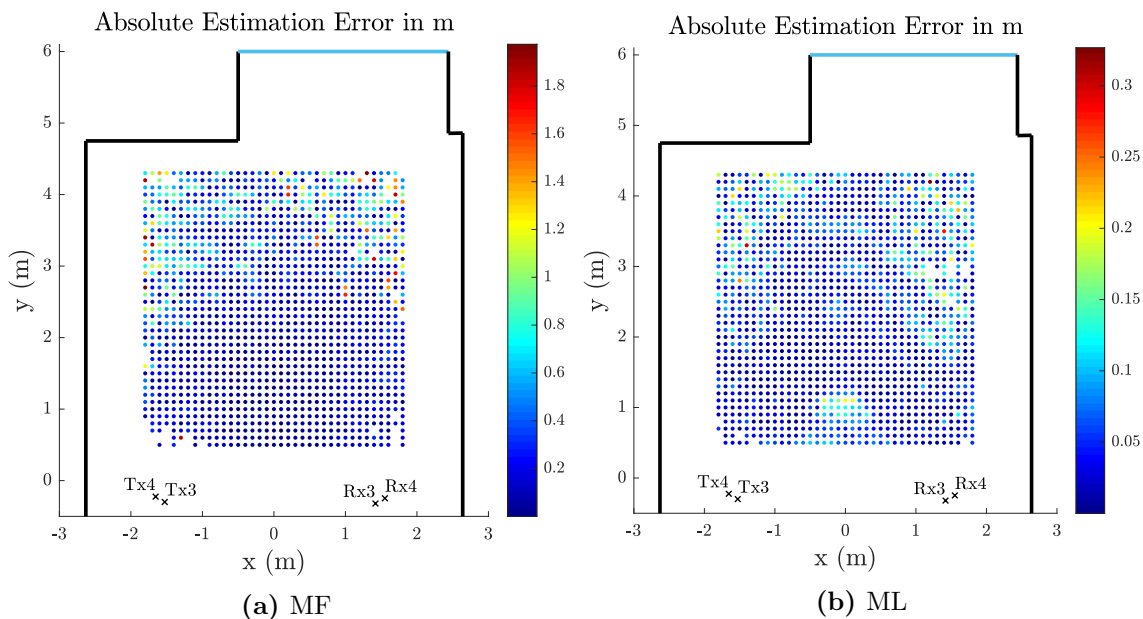 Absolute Estimation Error in m
6
5
4
3
2
1
0
y (m)
-3 -2 -1 0 1 2 3
x (m)
Tx4 Tx3 Rx3 Rx4
1.8
1.6
1.4
1.2
1
0.8
0.6
0.4
0.2
(a) MF
Absolute Estimation Error in m
6
5
4
3
2
1
0
y (m)
-3 -2 -1 0 1 2 3
x (m)
Tx4 Tx3 Rx3 Rx4
0.3
0.25
0.2
0.15
0.1
0.05
(b) ML